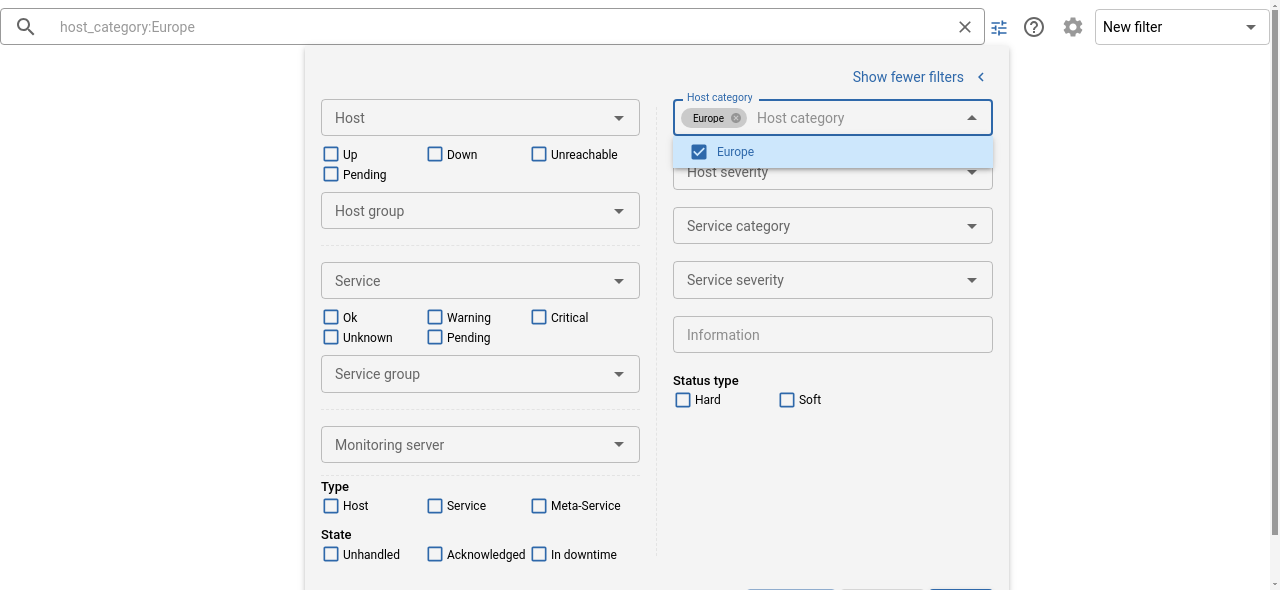 host_category:Europe
New filter
Show fewer filters
Host
Up
Down
Unreachable
Pending
Host group
Service
Ok
Warning
Critical
Unknown
Pending
Service group
Monitoring server
Type
Host
Service
Meta-Service
State
Unhandled
Acknowledged
In downtime
Host category
Europe
Host category
Europe
Host severity
Service category
Service severity
Information
Status type
Hard
Soft